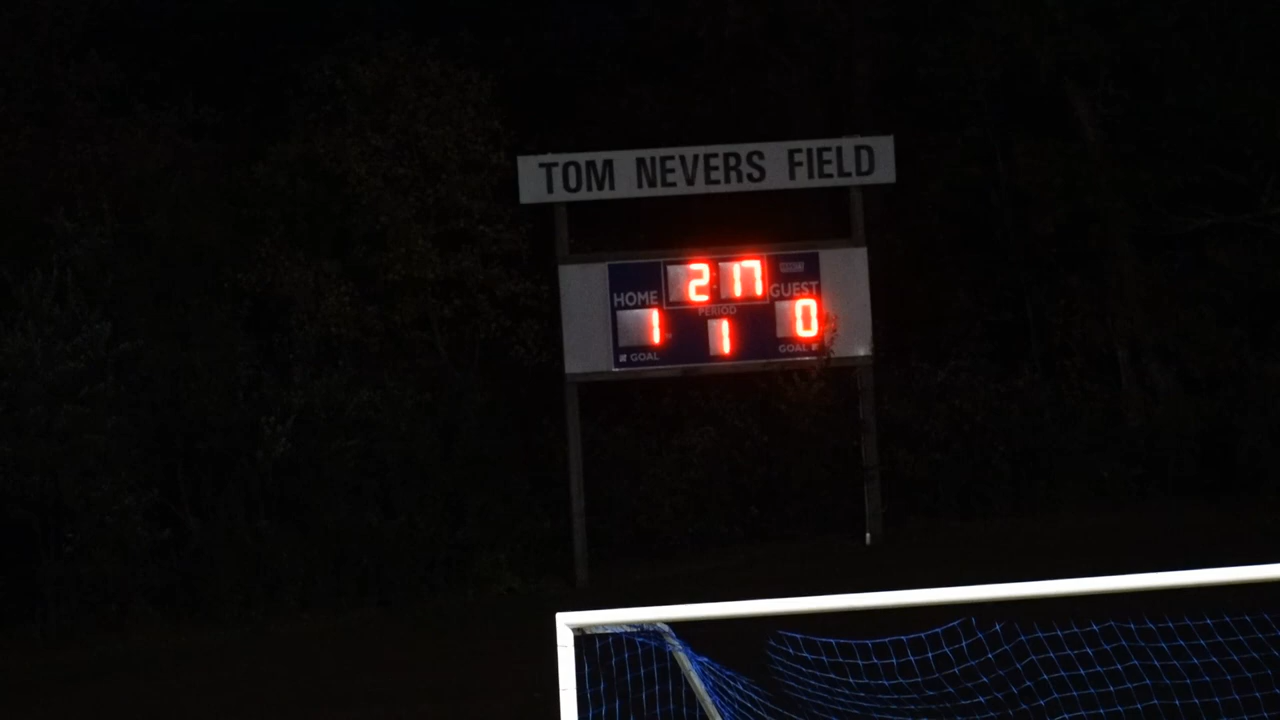 TOM NEVERS FIELD
2:17
HOME GUEST
PERIOD
1 1 0
GOAL GOAL